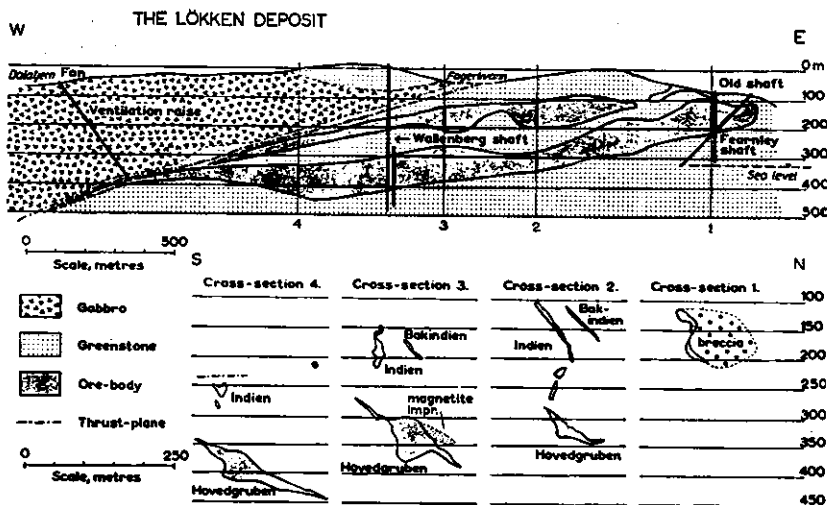 THE LÖKKEN DEPOSIT
W
E
Fan
Ventilation raise
Wallenberg shaft
Old shaft
Fearnley shaft
Sea level
0m
100
200
300
400
500
4
3
2
1
0 500
Scale, metres
S
N
Cross-section 4.
Cross-section 3.
Cross-section 2.
Cross-section 1.
Gabbro
Greenstone
Ore-body
Thrust-plane
0 250
Scale, metres
Indien
Hovedgruben
Bakindien
Indien
magnetite
impr.
Hovedgruben
Bak-
indien
Indien
Hovedgruben
breccia
100
150
200
250
300
350
400
450